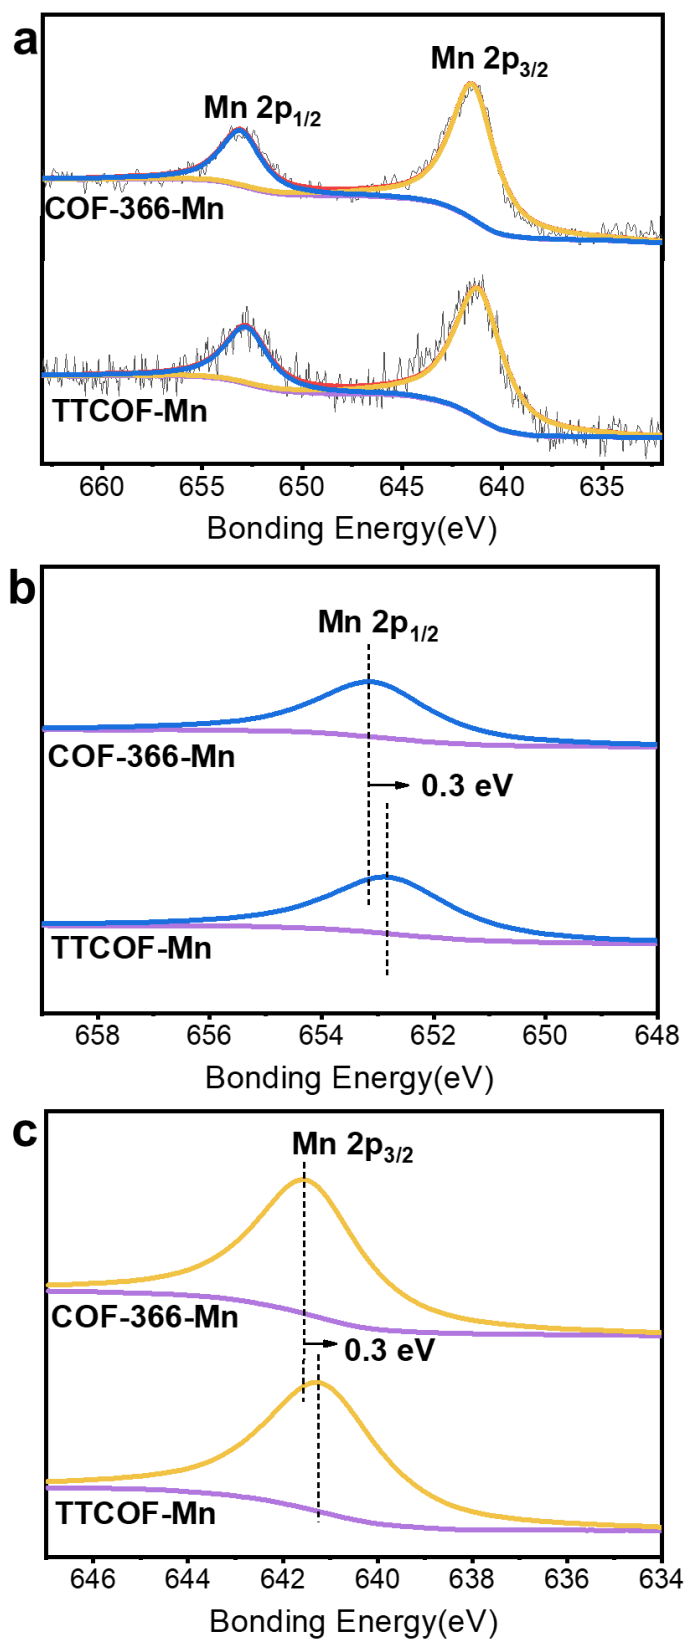 a
Mn 2p1/2
Mn 2p3/2
COF-366-Mn
TTCOF-Mn
660 655 650 645 640 635
Bonding Energy(eV)
b
Mn 2p1/2
COF-366-Mn
0.3 eV
TTCOF-Mn
658 656 654 652 650 648
Bonding Energy(eV)
c
Mn 2p3/2
COF-366-Mn
0.3 eV
TTCOF-Mn
646 644 642 640 638 636 634
Bonding Energy(eV)